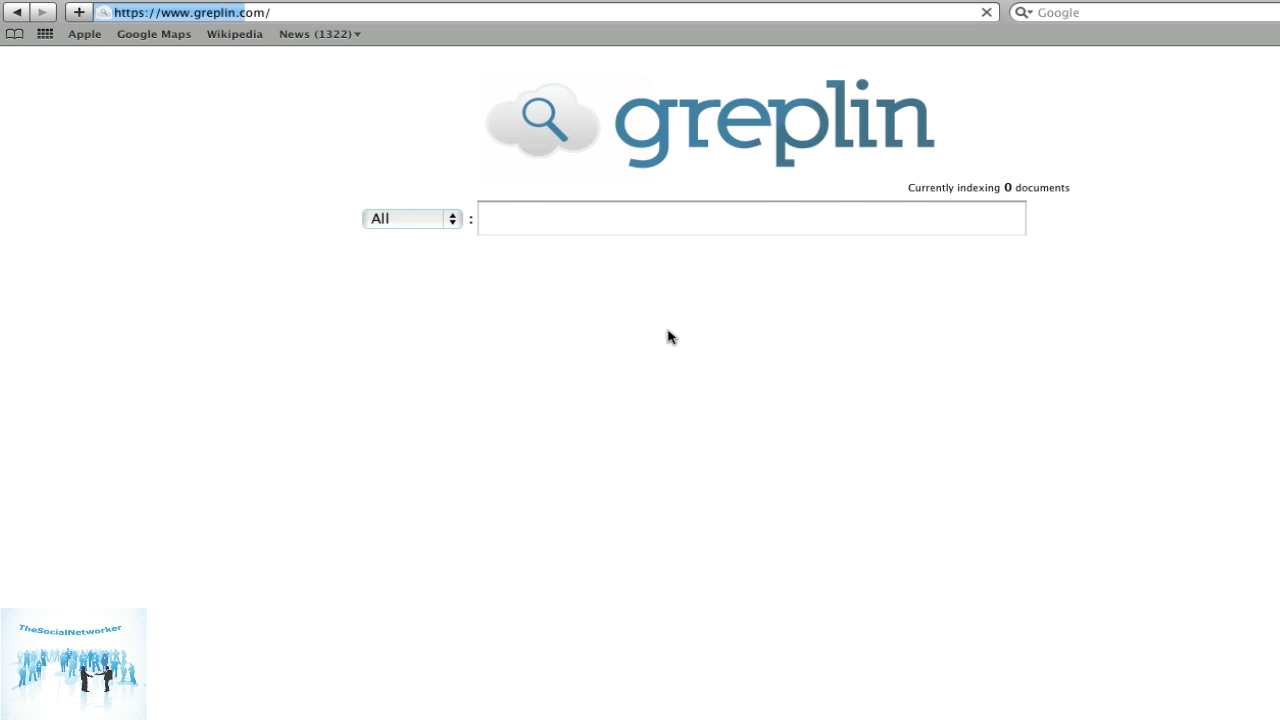 https://www.greplin.com/
Google
Apple Google Maps Wikipedia News (1322)
greplin
Currently indexing 0 documents
All :
TheSocialNetworker